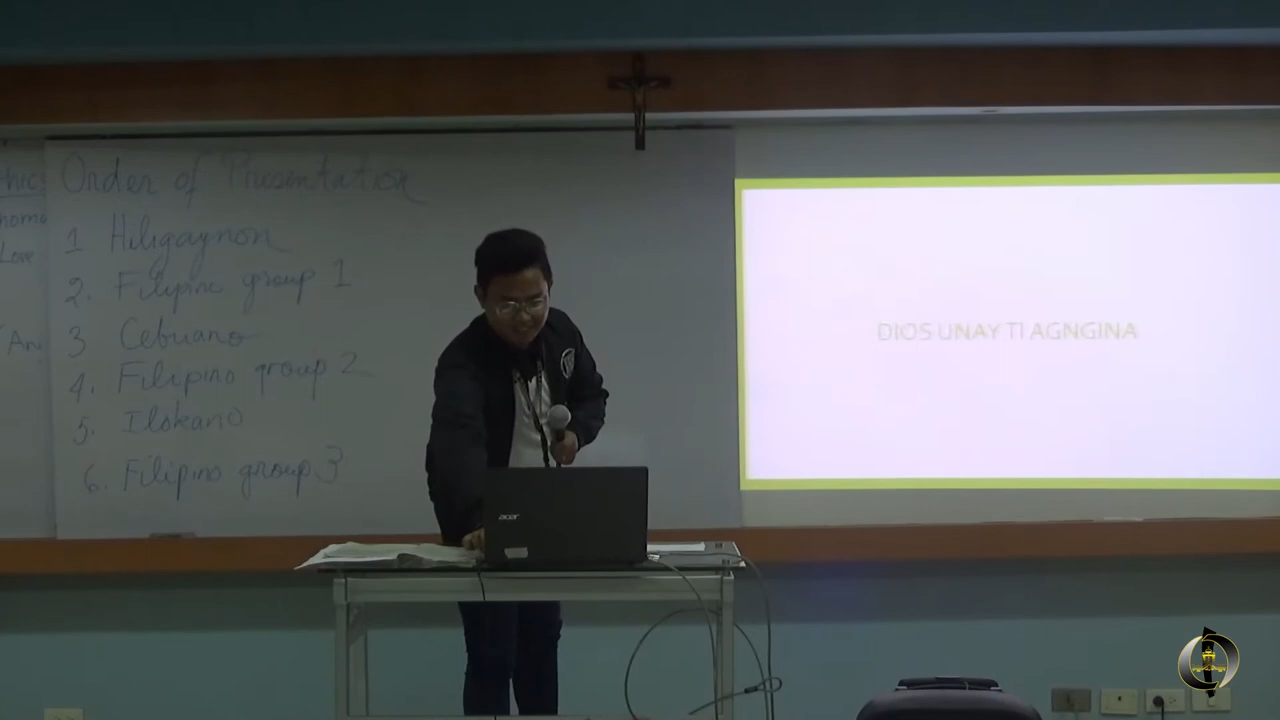 Order of Presentation
1 Hiligaynon
2. Filipino group 1
3 Cebuano
4. Filipino group 2
5. Ilokano
6. Filipino group 3
Love
DIOS UNAY TI AGNGINA
acer